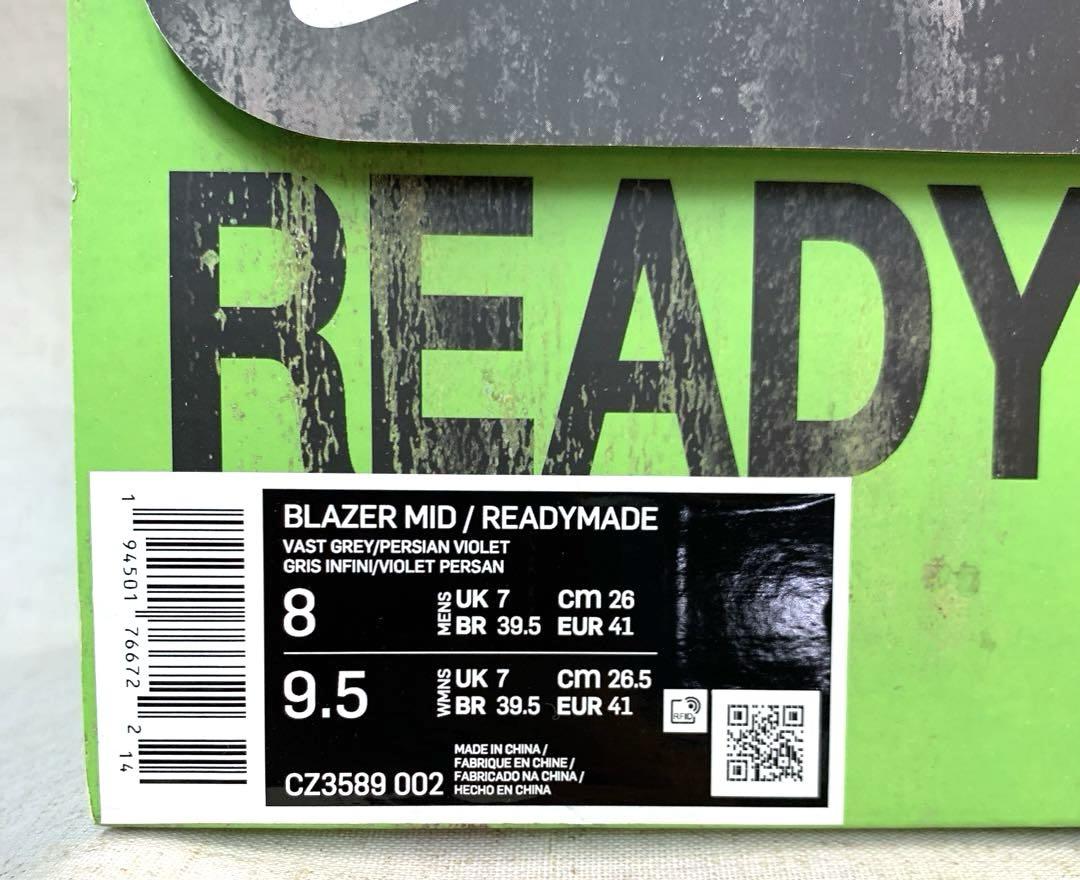 READY
BLAZER MID / READYMADE
VAST GREY/PERSIAN VIOLET
GRIS INFINI/VIOLET PERSAN
8
MENS
UK 7 cm 26
BR 39.5 EUR 41
9.5
WMNS
UK 7 cm 26.5
BR 39.5 EUR 41
RFID
CZ3589 002
MADE IN CHINA /
FABRIQUE EN CHINE /
FABRICADO NA CHINA /
HECHO EN CHINA
1 94501 76672 2 14